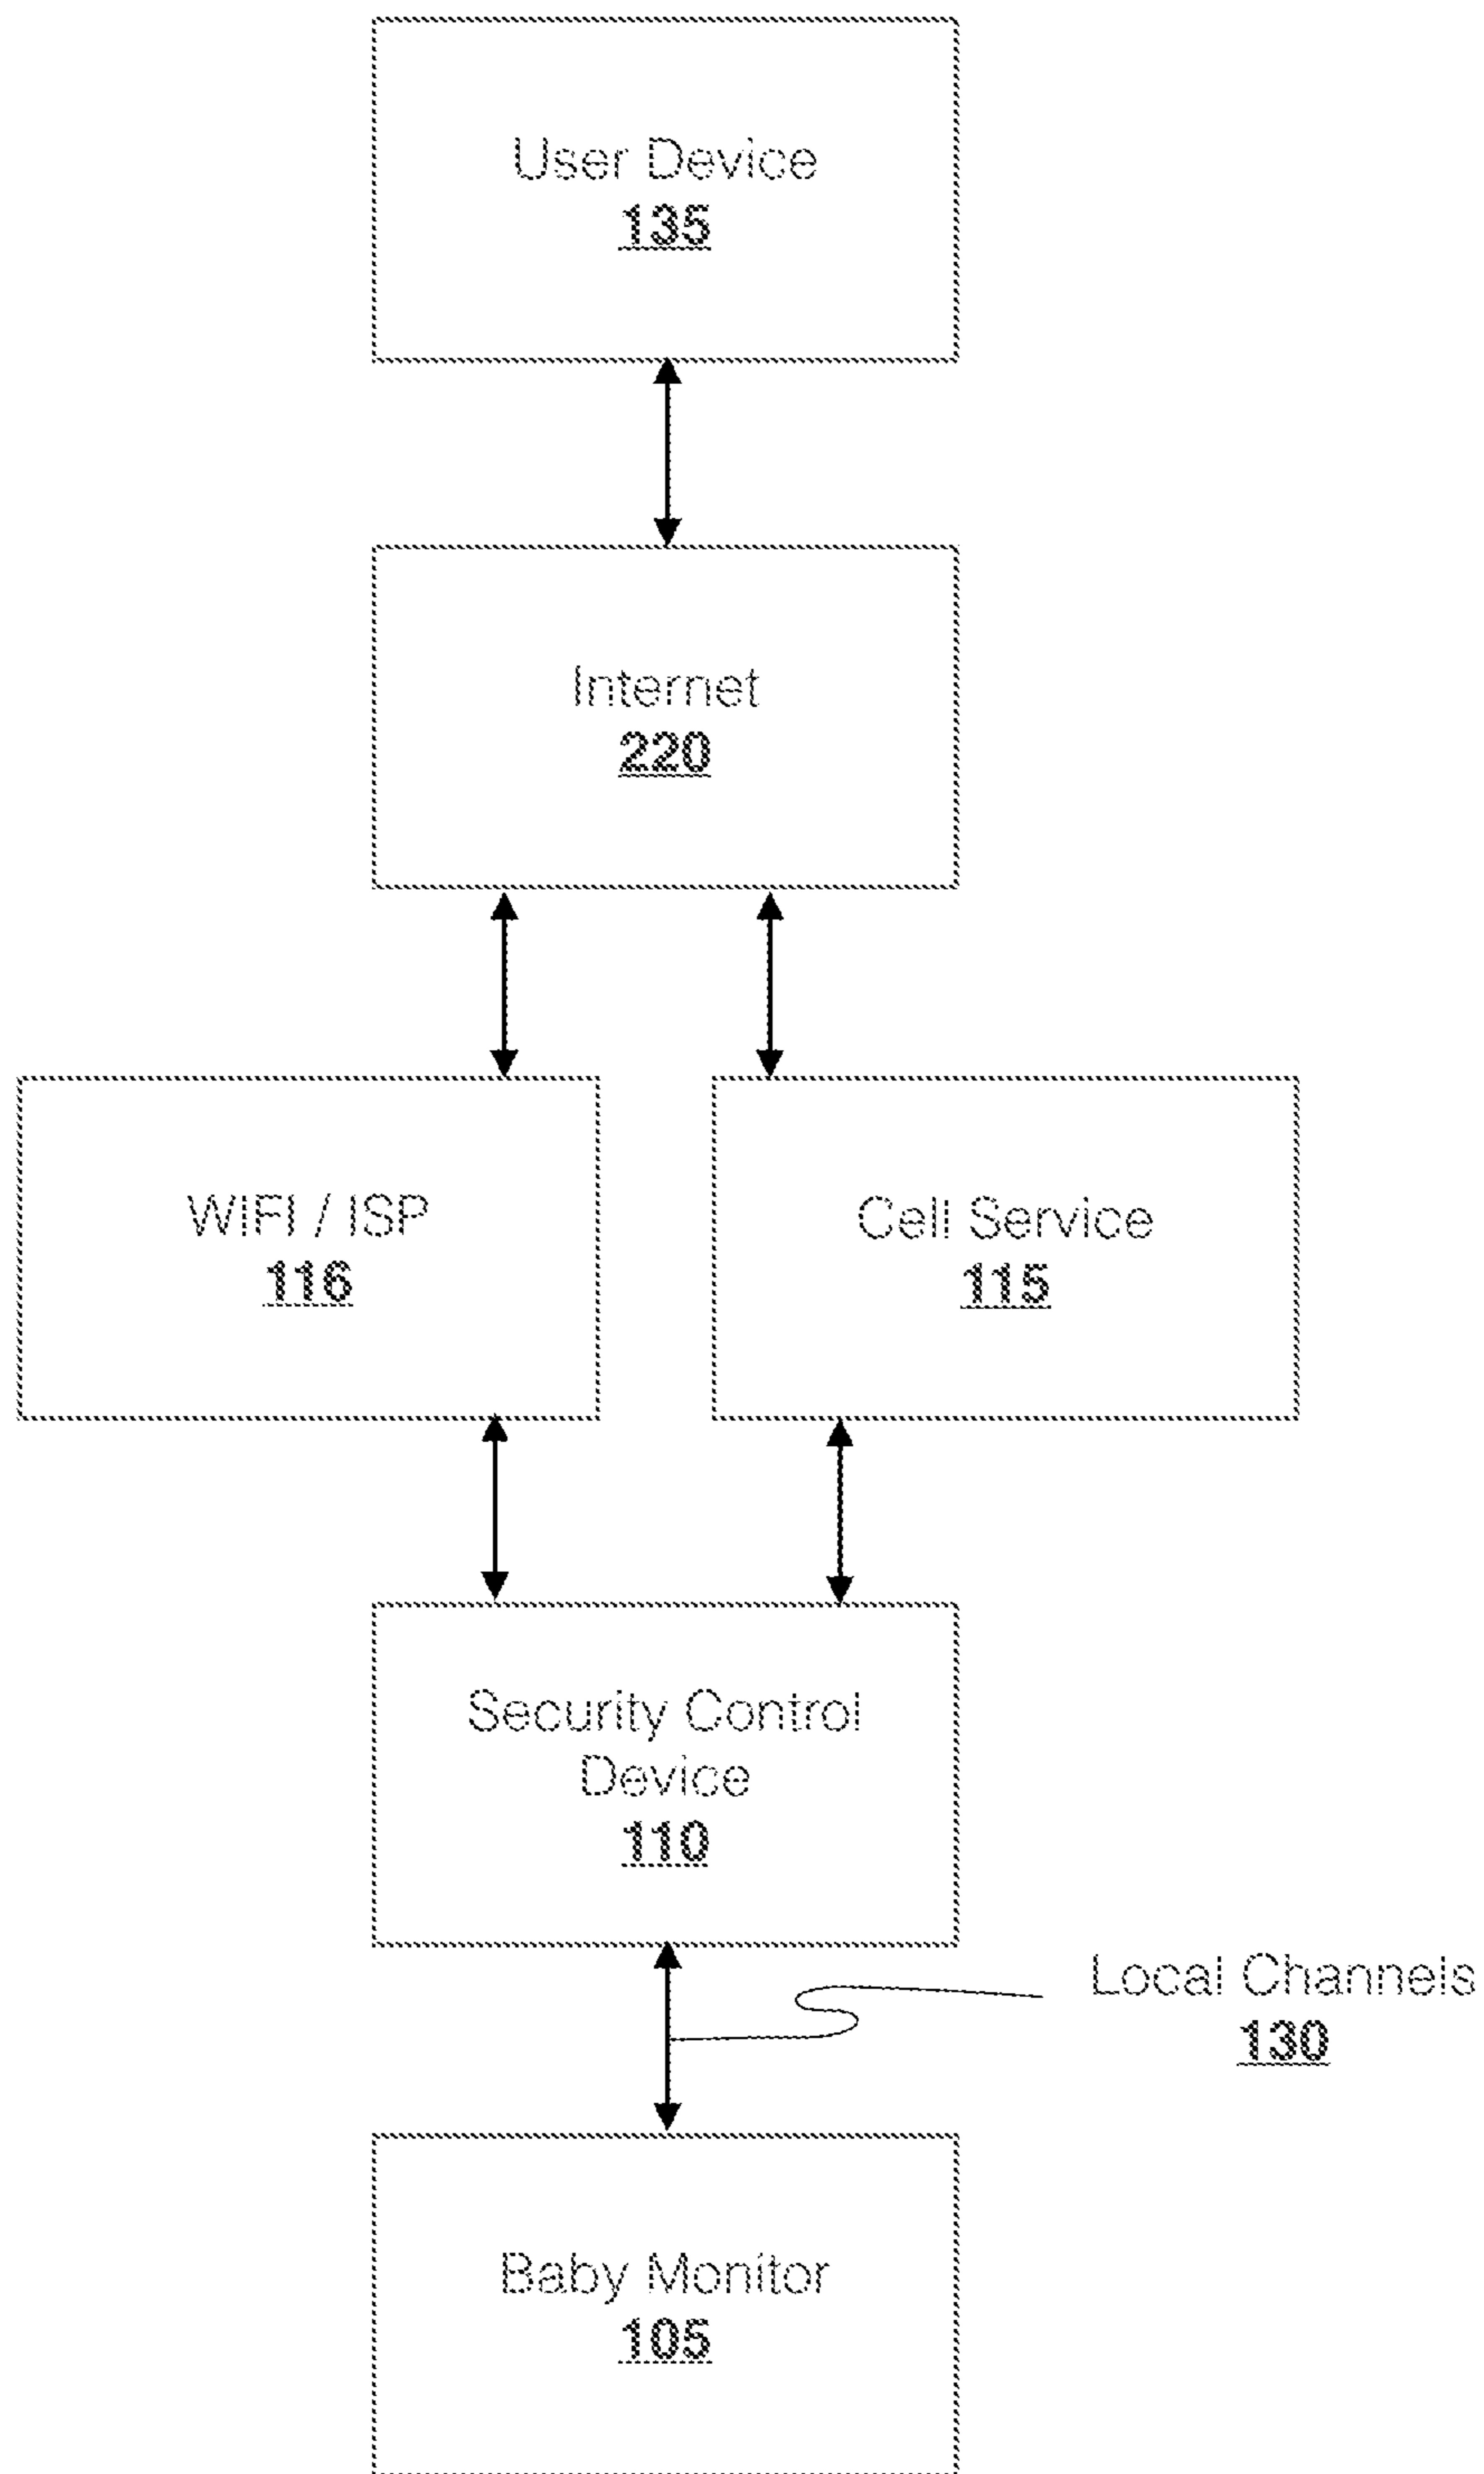 User Device
135
Internet
220
WIFI / ISP
116
Cell Service
115
Security Control
Device
110
Local Channels
130
Baby Monitor
105